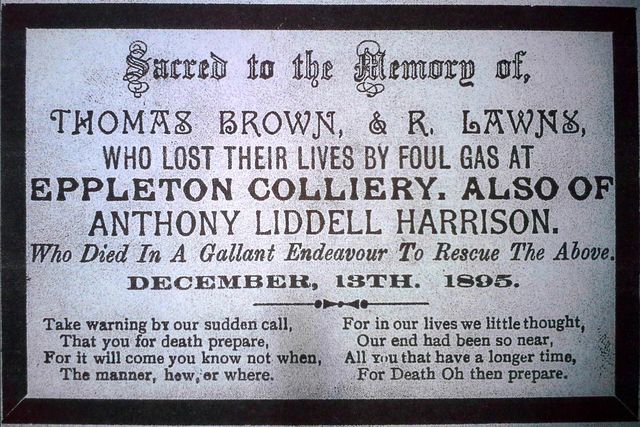 Sacred to the Memory of,
THOMAS BROWN, & R. LAWNS,
WHO LOST THEIR LIVES BY FOUL GAS AT
EPPLETON COLLIERY. ALSO OF
ANTHONY LIDDELL HARRISON.
Who Died In A Gallant Endeavour To Rescue The Above.
DECEMBER, 13TH. 1895.
Take warning by our sudden call,
That you for death prepare,
For it will come you know not when,
The manner, how, or where.
For in our lives we little thought,
Our end had been so near,
All You that have a longer time,
For Death Oh then prepare.